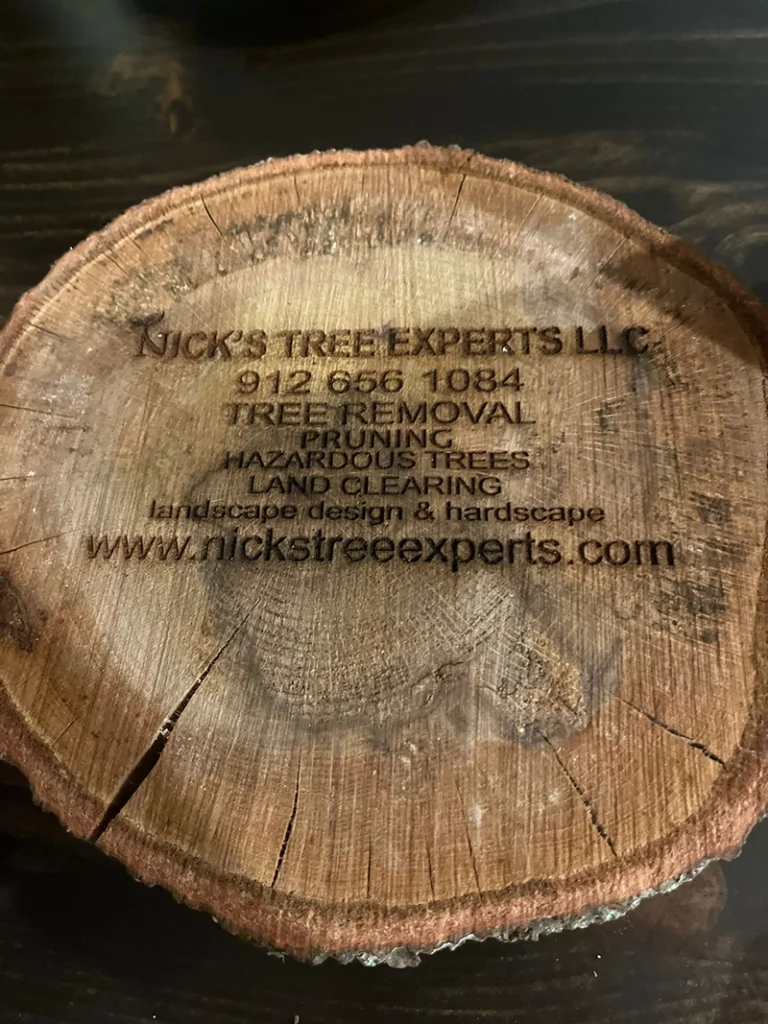 NICK'S TREE EXPERTS LLC
912 656 1084
TREE REMOVAL
PRUNING
HAZARDOUS TREES
LAND CLEARING
landscape design & hardscape
www.nickstreeexperts.com